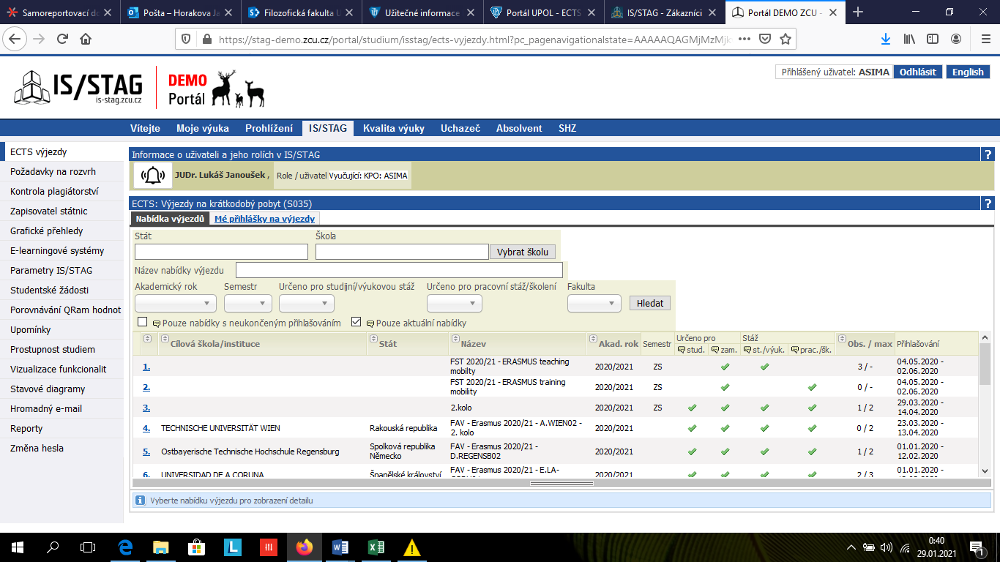 Samoreportovací do
Pošta – Horakova Ja
Filozofická fakulta U
Užitečné informace
Portál UPOL - ECTS
IS/STAG - Zákazníci
Portál DEMO ZCU -
https://stag-demo.zcu.cz/portal/studium/isstag/ects-vyjezdy.html?pc_pagenavigationalstate=AAAAAQAGMjMzMjk
IS/STAG
is-stag.zcu.cz
DEMO
Portál
Přihlášený uživatel: ASIMA
Odhlásit
English
Vítejte
Moje výuka
Prohlížení
IS/STAG
Kvalita výuky
Uchazeč
Absolvent
SHZ
ECTS výjezdy
Požadavky na rozvrh
Kontrola plagiátorství
Zapisovatel státnic
Grafické přehledy
E-learningové systémy
Parametry IS/STAG
Studentské žádosti
Porovnávání QRam hodnot
Upomínky
Prostupnost studiem
Vizualizace funkcionalit
Stavové diagramy
Hromadný e-mail
Reporty
Změna hesla
Informace o uživateli a jeho rolích v IS/STAG
?
JUDr. Lukáš Janoušek ,
Role / uživatel Vyučující: KPO: ASIMA
ECTS: Výjezdy na krátkodobý pobyt (S035)
?
Nabídka výjezdů
Mé přihlášky na výjezdy
Stát
Škola
Vybrat školu
Název nabídky výjezdu
Akademický rok
Semestr
Určeno pro studijní/výukovou stáž
Určeno pro pracovní stáž/školení
Fakulta
Hledat
Pouze nabídky s neukončeným přihlašováním
Pouze aktuální nabídky
Cílová škola/instituce
Stát
Název
Akad. rok
Semestr
Určeno pro
stud.
zam.
Stáž
st./výuk.
prac./šk.
Obs. / max
Přihlašování
1.
FST 2020/21 - ERASMUS teaching
mobilty
2020/2021
ZS
3 / -
04.05.2020 -
02.06.2020
2.
FST 2020/21 - ERASMUS training
mobility
2020/2021
ZS
0 / -
04.05.2020 -
02.06.2020
3.
2.kolo
2020/2021
ZS
1 / 2
29.03.2020 -
14.04.2020
4.
TECHNISCHE UNIVERSITÄT WIEN
Rakouská republika
FAV - Erasmus 2020/21 - A.WIEN02 -
2. kolo
2020/2021
0 / 2
23.03.2020 -
13.04.2020
5.
Ostbayerische Technische Hochschule Regensburg
Spolková republika
Německo
FAV - Erasmus 2020/21 -
D.REGENSB02
2020/2021
1 / 2
01.01.2020 -
12.02.2020
6.
UNIVERSIDAD DE A CORUNA
Španělské království
FAV - Erasmus 2020/21 - E.LA-
2020/2021
2 / 3
01.01.2020 -
Vyberte nabídku výjezdu pro zobrazení detailu
0:40
29.01.2021
1